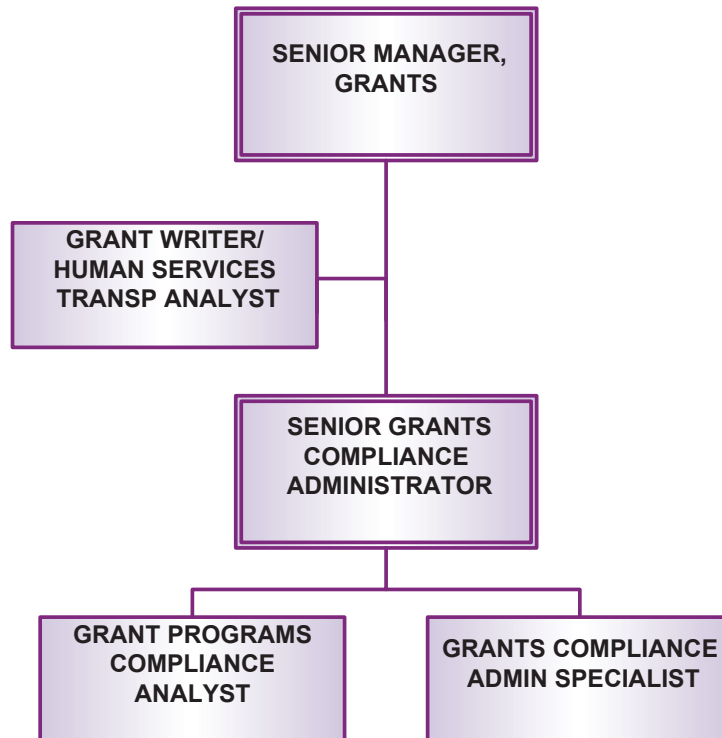 SENIOR MANAGER,
GRANTS
GRANT WRITER/
HUMAN SERVICES
TRANSP ANALYST
SENIOR GRANTS
COMPLIANCE
ADMINISTRATOR
GRANT PROGRAMS
COMPLIANCE
ANALYST
GRANTS COMPLIANCE
ADMIN SPECIALIST